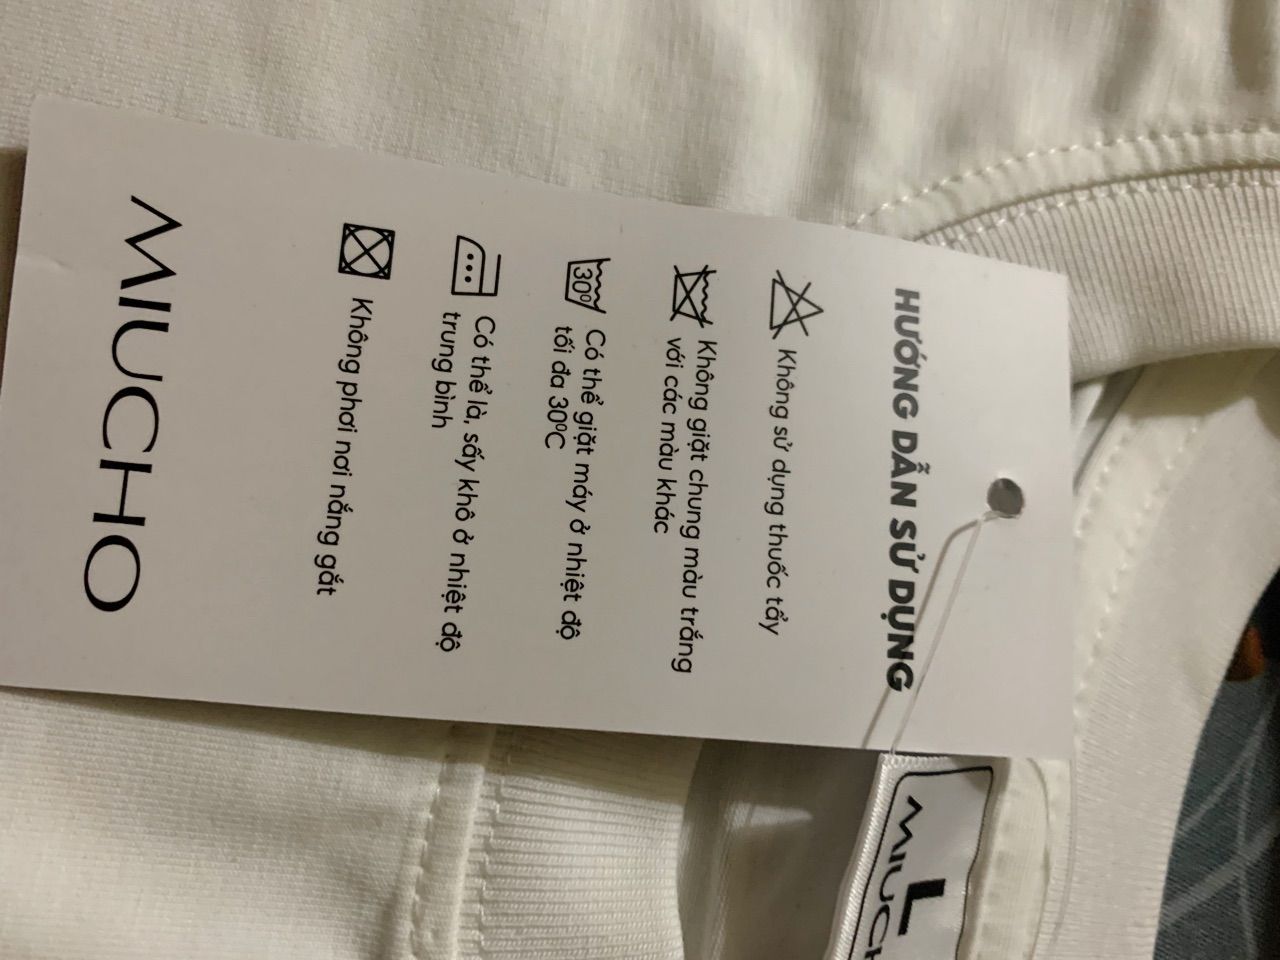 HƯỚNG DẪN SỬ DỤNG
Không sử dụng thuốc tẩy
Không giặt chung màu trắng
với các màu khác
30º
Có thể giặt máy ở nhiệt độ
tối đa 30ºC
Có thể là, sấy khô ở nhiệt độ
trung bình
Không phơi nơi nắng gắt
MIUCHO
L